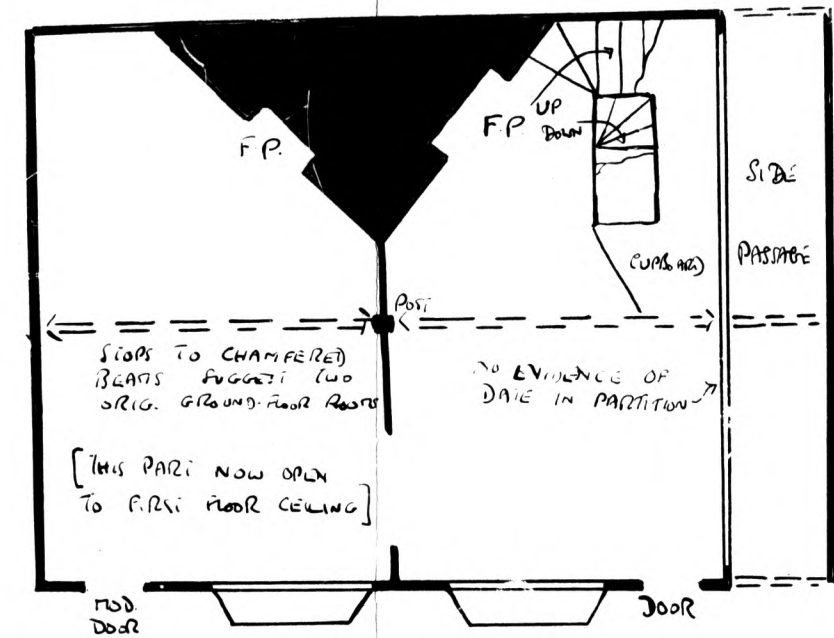 F.P.
F.P.
UP
DOWN
SIDE
PASSAGE
CUPBOARD
POST
STOPS TO CHAMFERED
BEAMS SUGGEST TWO
ORIG. GROUND-FLOOR ROOMS
NO EVIDENCE OF
DATE IN PARTITION
[THIS PART NOW OPEN
TO FIRST FLOOR CEILING]
MOD.
DOOR
DOOR